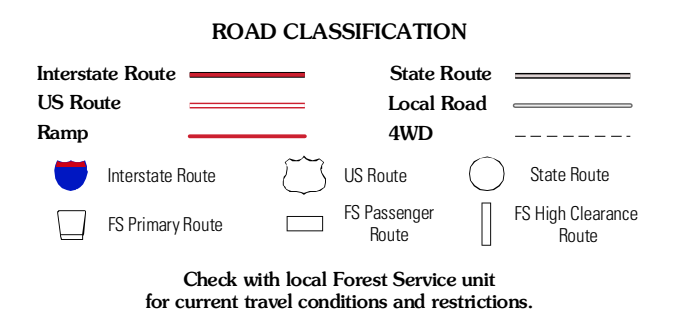 ROAD CLASSIFICATION
Interstate Route
State Route
US Route
Local Road
Ramp
4WD
Interstate Route
US Route
State Route
FS Primary Route
FS Passenger
Route
FS High Clearance
Route
Check with local Forest Service unit
for current travel conditions and restrictions.